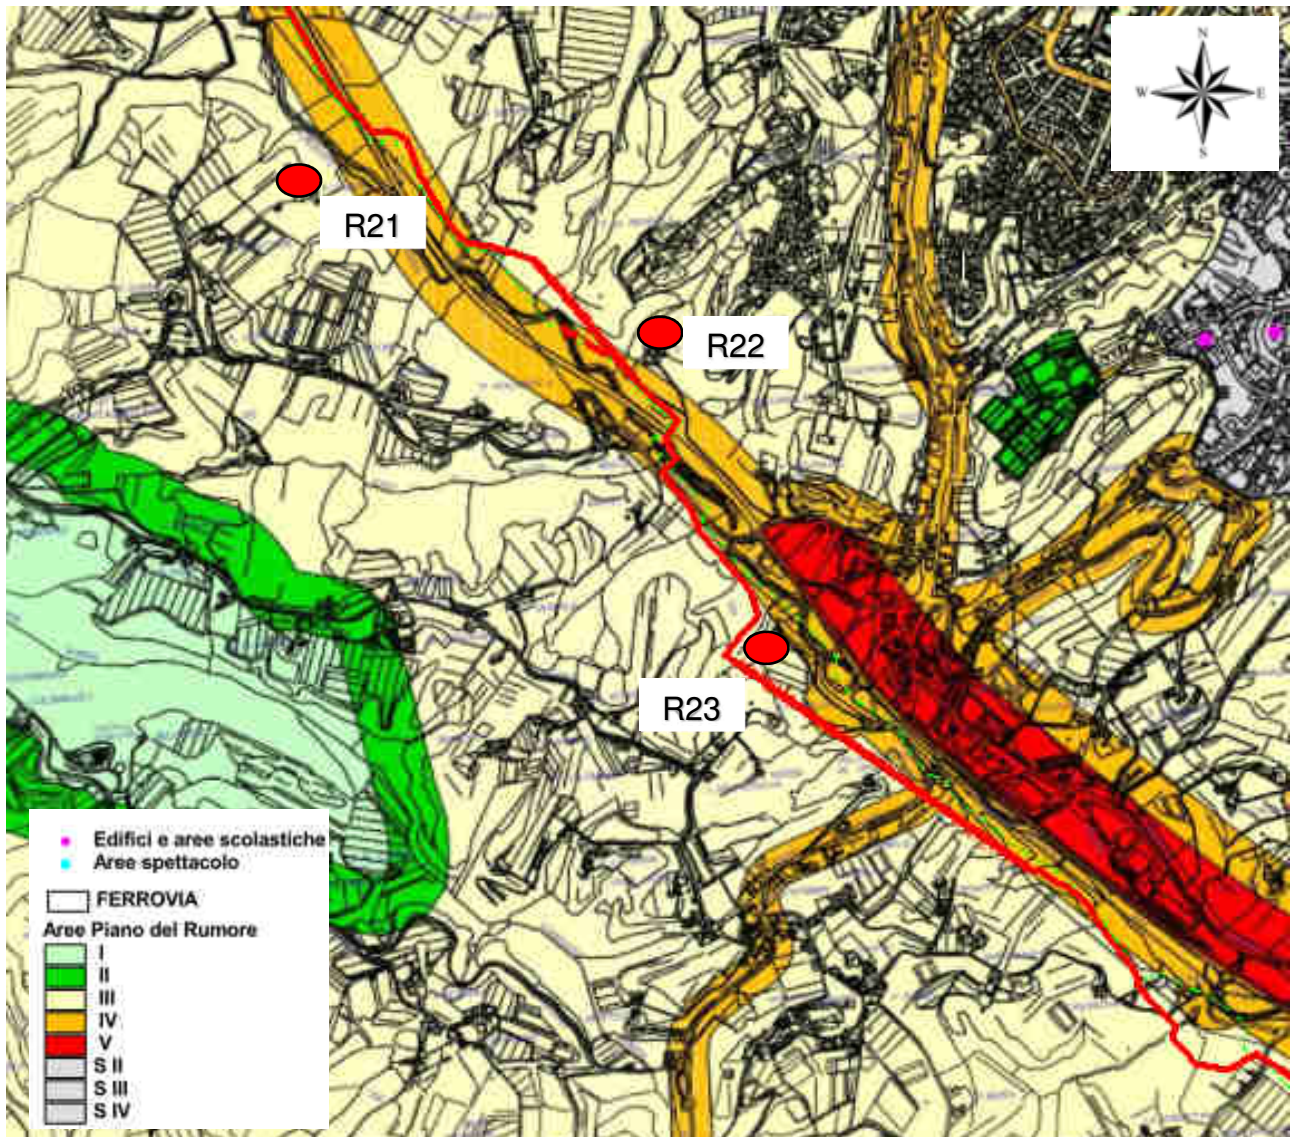 N
W E
S
R21
R22
R23
Edifici e aree scolastiche
Aree spettacolo
FERROVIA
Aree Piano del Rumore
I
II
III
IV
V
S II
S III
S IV